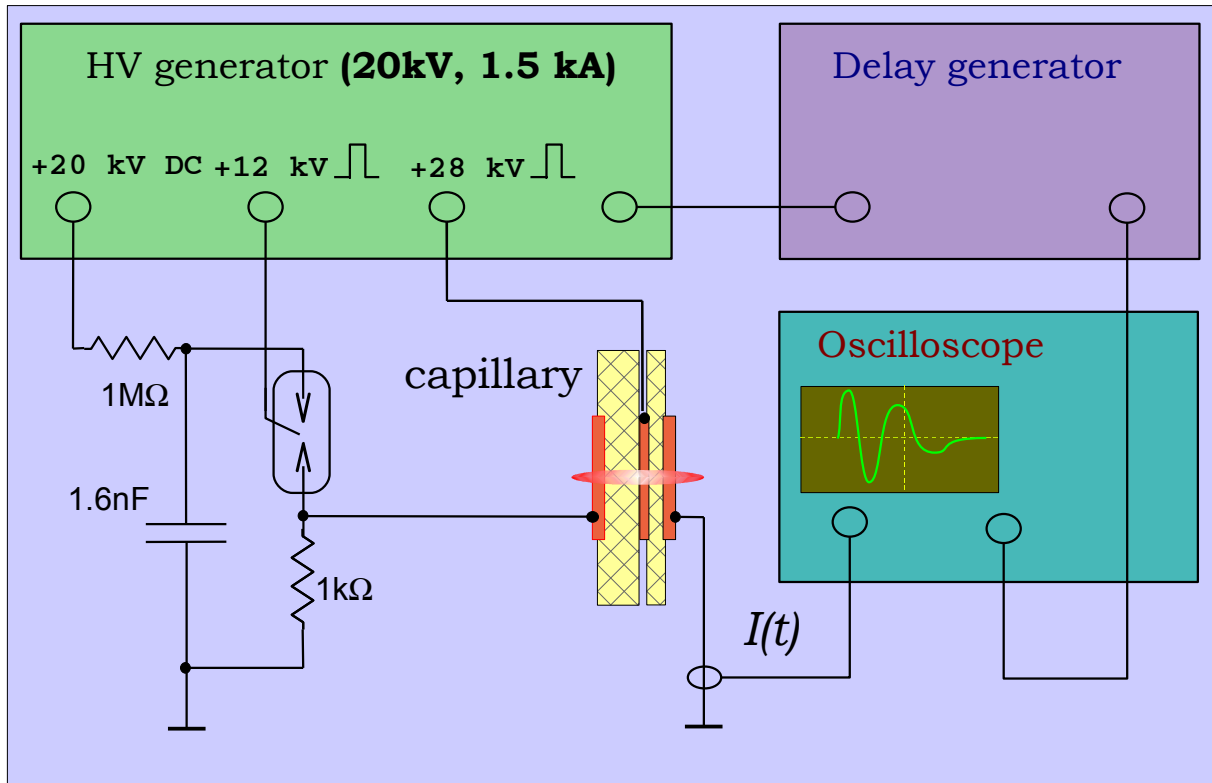 HV generator (20kV, 1.5 kA)
Delay generator
+20 kV DC +12 kV +28 kV
Oscilloscope
capillary
1MΩ
1.6nF
1kΩ
I(t)